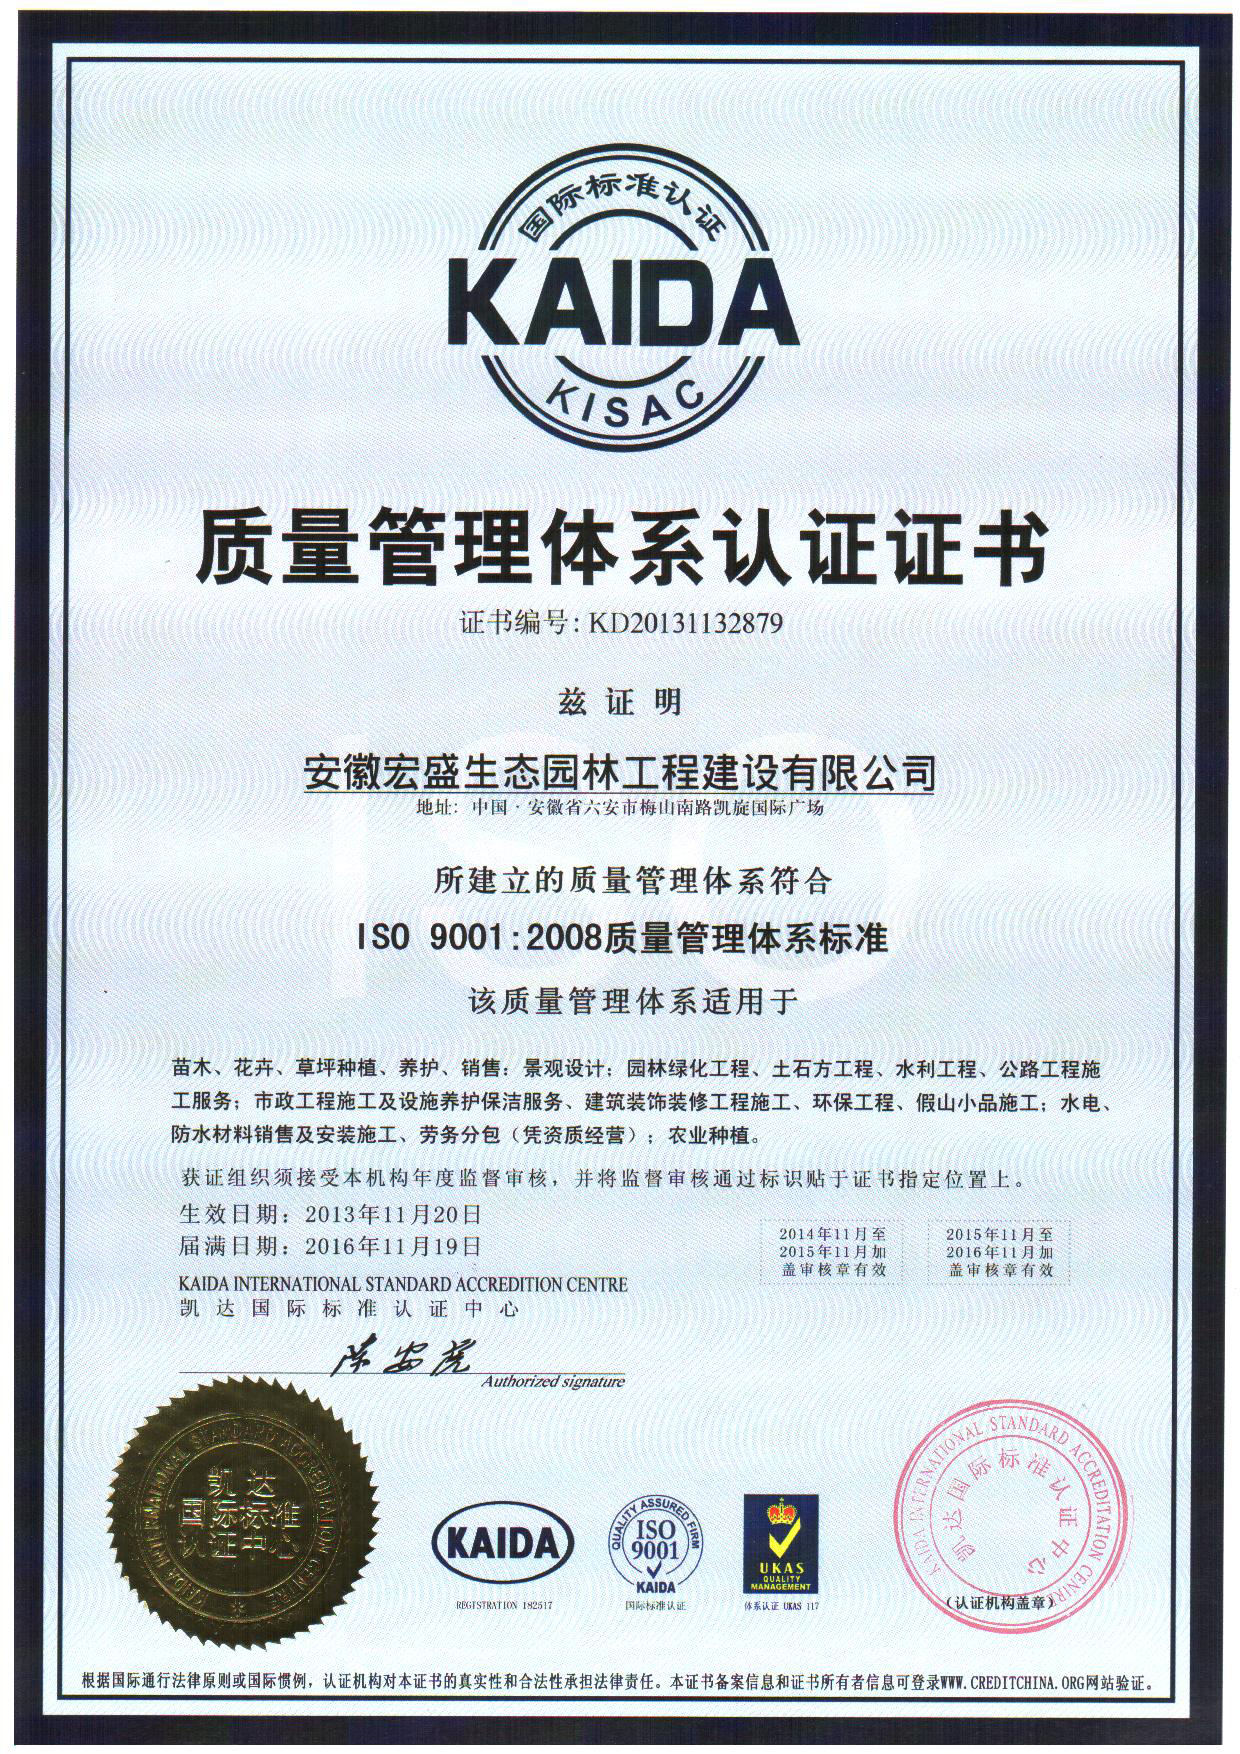 国际标准认证
KAIDA
KISAC
质量管理体系认证证书
证书编号: KD20131132879
兹证明
安徽宏盛生态园林工程建设有限公司
地址: 中国·安徽省六安市梅山南路凯旋国际广场
所建立的质量管理体系符合
ISO 9001:2008质量管理体系标准
该质量管理体系适用于
苗木、花卉、草坪种植、养护、销售；景观设计；园林绿化工程、土石方工程、水利工程、公路工程施
工服务；市政工程施工及设施养护保洁服务、建筑装饰装修工程施工、环保工程、假山小品施工；水电、
防水材料销售及安装施工、劳务分包（凭资质经营）；农业种植。
获证组织须接受本机构年度监督审核，并将监督审核通过标识贴于证书指定位置上。
生效日期：2013年11月20日
届满日期：2016年11月19日
2014年11月至
2015年11月加
盖审核章有效
2015年11月至
2016年11月加
盖审核章有效
KAIDA INTERNATIONAL STANDARD ACCREDITION CENTRE
凯达国际标准认证中心
陈安虎
Authorized signature
KAIDA INTERNATIONAL STANDARD ACCREDITATION CENTRE
凯达
国际标准
认证中心
KAIDA
REGISTRATION 182517
QUALITY ASSURED FIRM
ISO
9001
KAIDA
国际标准认证
UKAS
QUALITY
MANAGEMENT
体系认证 UKAS 117
KAIDA INTERNATIONAL STANDARD ACCREDITATION CENTRE
凯达国际标准认证中心
（认证机构盖章）
根据国际通行法律原则或国际惯例，认证机构对本证书的真实性和合法性承担法律责任。本证书备案信息和证书所有者信息可登录WWW.CREDITCHINA.ORG网站验证。
ISO